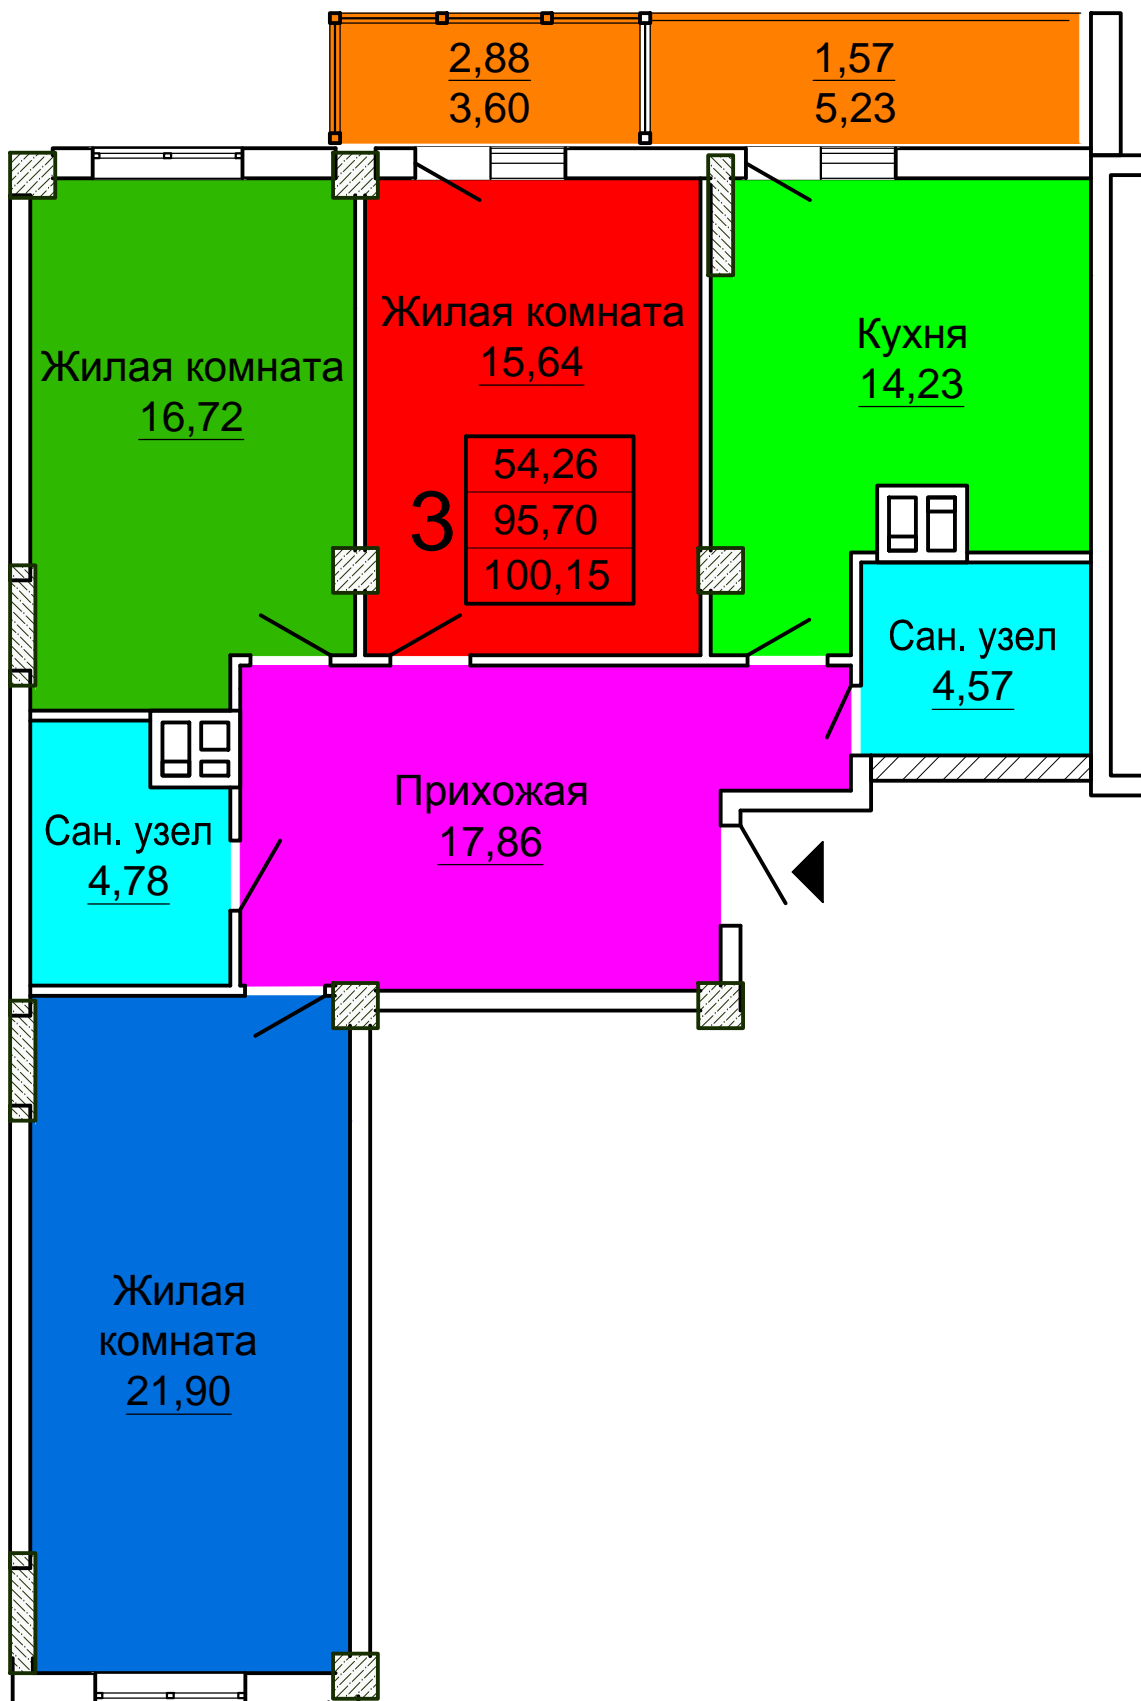 2,88
3,60
1,57
5,23
Жилая комната
16,72
Жилая комната
15,64
Кухня
14,23
3
54,26
95,70
100,15
Сан. узел
4,57
Прихожая
17,86
Сан. узел
4,78
Жилая
комната
21,90